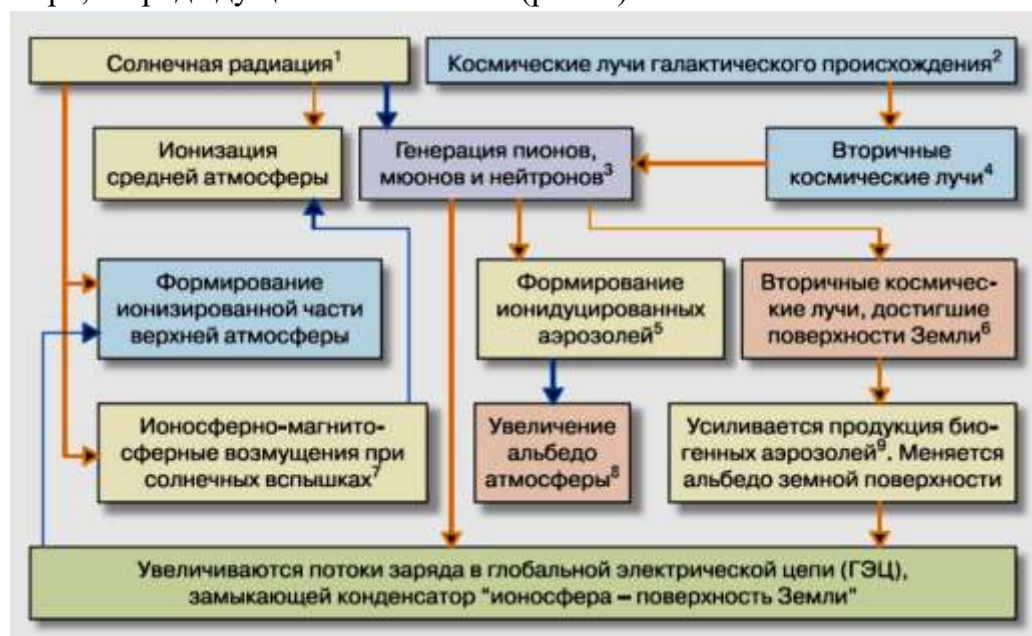 Солнечная радиация¹
Космические лучи галактического происхождения²
Ионизация
средней атмосферы
Генерация пионов,
мюонов и нейтронов³
Вторичные
космические лучи⁴
Формирование
ионизированной части
верхней атмосферы
Формирование
ионидуцированных
аэрозолей⁵
Вторичные космичес-
кие лучи, достигшие
поверхности Земли⁶
Ионосферно-магнито-
сферные возмущения при
солнечных вспышках⁷
Увеличение
альбедо
атмосферы⁸
Усиливается продукция био-
генных аэрозолей⁹. Меняется
альбедо земной поверхности
Увеличиваются потоки заряда в глобальной электрической цепи (ГЭЦ),
замыкающей конденсатор "ионосфера – поверхность Земли"